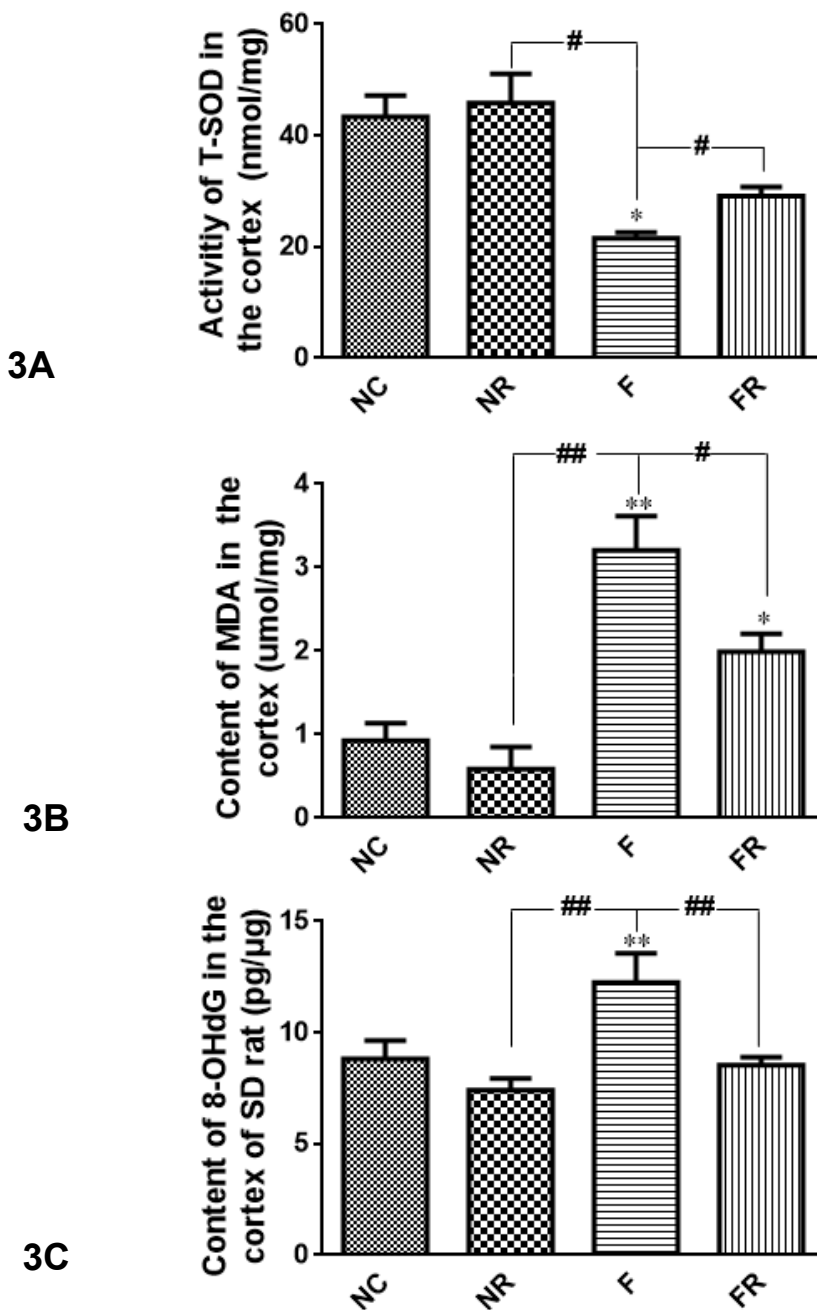 3A
Activitiy of T-SOD in
the cortex (nmol/mg)
60
40
20
0
#
#
*
NC
NR
F
FR
3B
Content of MDA in the
cortex (umol/mg)
4
3
2
1
0
##
#
**
*
NC
NR
F
FR
3C
Content of 8-OHdG in the
cortex of SD rat (pg/µg)
15
10
5
0
##
##
**
NC
NR
F
FR